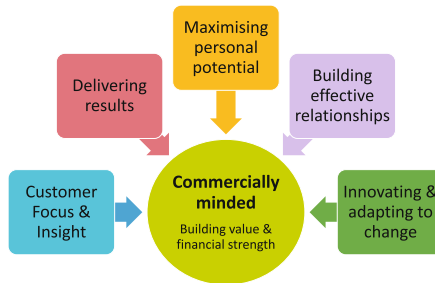 Maximising
personal
potential
Delivering
results
Building
effective
relationships
Customer
Focus &
Insight
Commercially
minded
Building value &
financial strength
Innovating &
adapting to
change